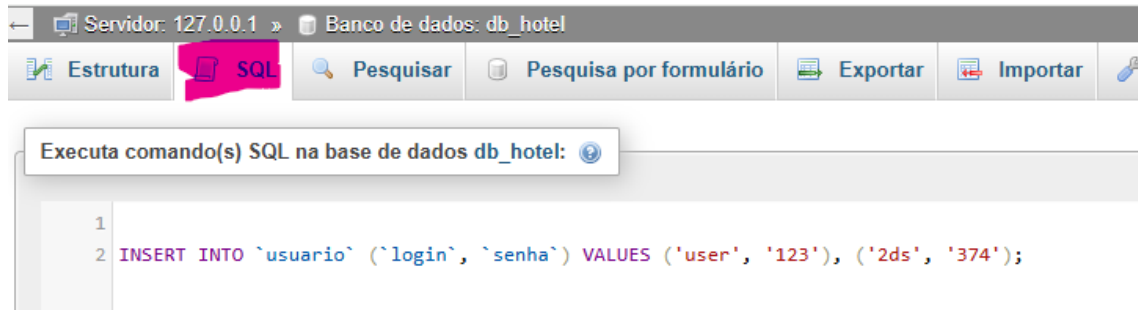 ← Servidor: 127.0.0.1 » Banco de dados: db_hotel
Estrutura SQL Pesquisar Pesquisa por formulário Exportar Importar
Executa comando(s) SQL na base de dados db_hotel:
1
2 INSERT INTO `usuario` (`login`, `senha`) VALUES ('user', '123'), ('2ds', '374');